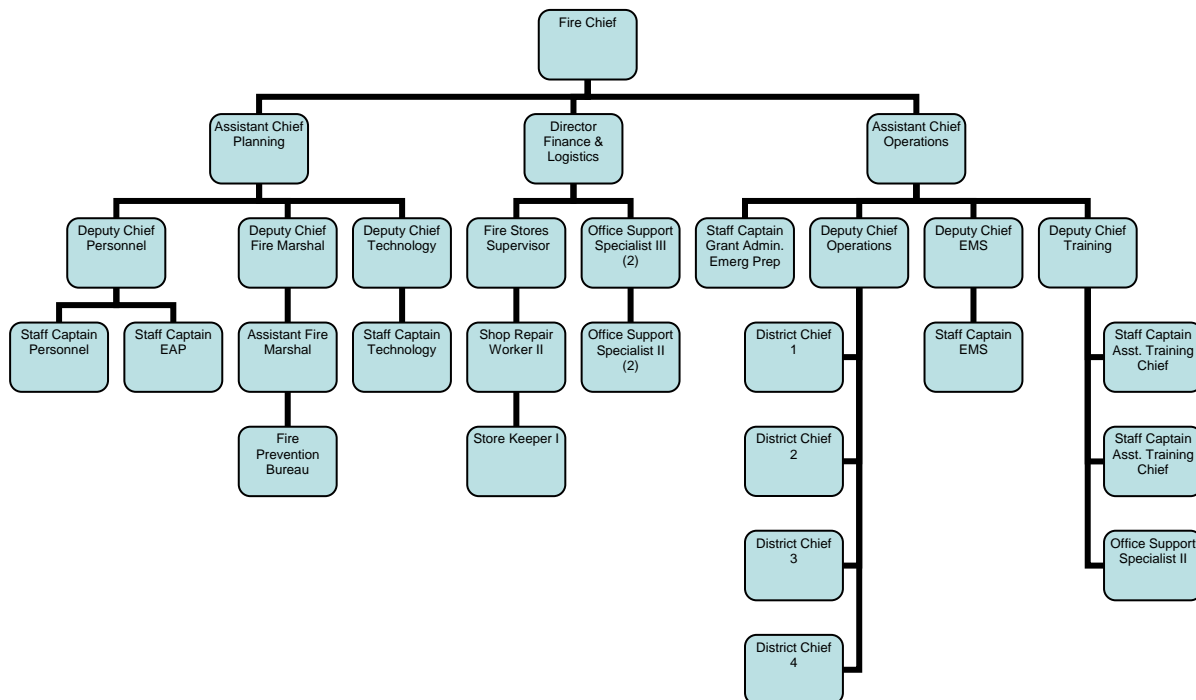 Fire Chief
Assistant Chief
Planning
Director
Finance &
Logistics
Assistant Chief
Operations
Deputy Chief
Personnel
Deputy Chief
Fire Marshal
Deputy Chief
Technology
Fire Stores
Supervisor
Office Support
Specialist III
(2)
Staff Captain
Grant Admin.
Emerg Prep
Deputy Chief
Operations
Deputy Chief
EMS
Deputy Chief
Training
Staff Captain
Personnel
Staff Captain
EAP
Assistant Fire
Marshal
Staff Captain
Technology
Shop Repair
Worker II
Office Support
Specialist II
(2)
District Chief
1
Staff Captain
EMS
Staff Captain
Asst. Training
Chief
Fire
Prevention
Bureau
Store Keeper I
District Chief
2
Staff Captain
Asst. Training
Chief
District Chief
3
Office Support
Specialist II
District Chief
4